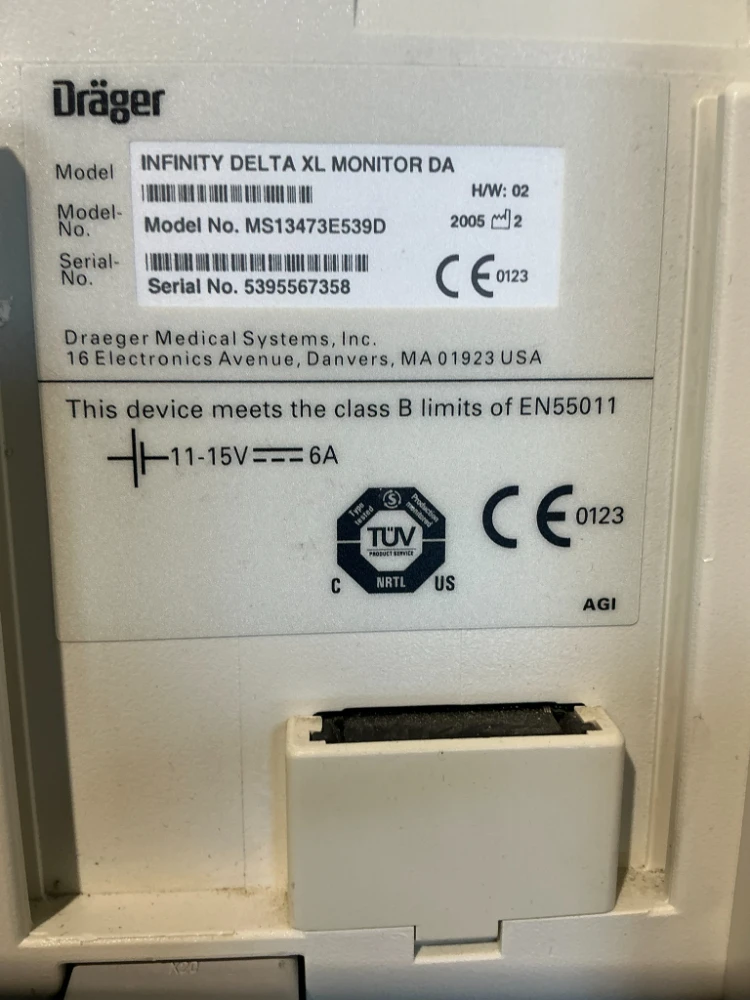 Dräger
Model INFINITY DELTA XL MONITOR DA
H/W: 02
Model-No. Model No. MS13473E539D 2005 2
Serial-No. Serial No. 5395567358 CE 0123
Draeger Medical Systems, Inc.
16 Electronics Avenue, Danvers, MA 01923 USA
This device meets the class B limits of EN55011
11-15V 6A
Type tested S Production monitored
TÜV
PRODUCT SERVICE
C NRTL US
CE 0123
AGI